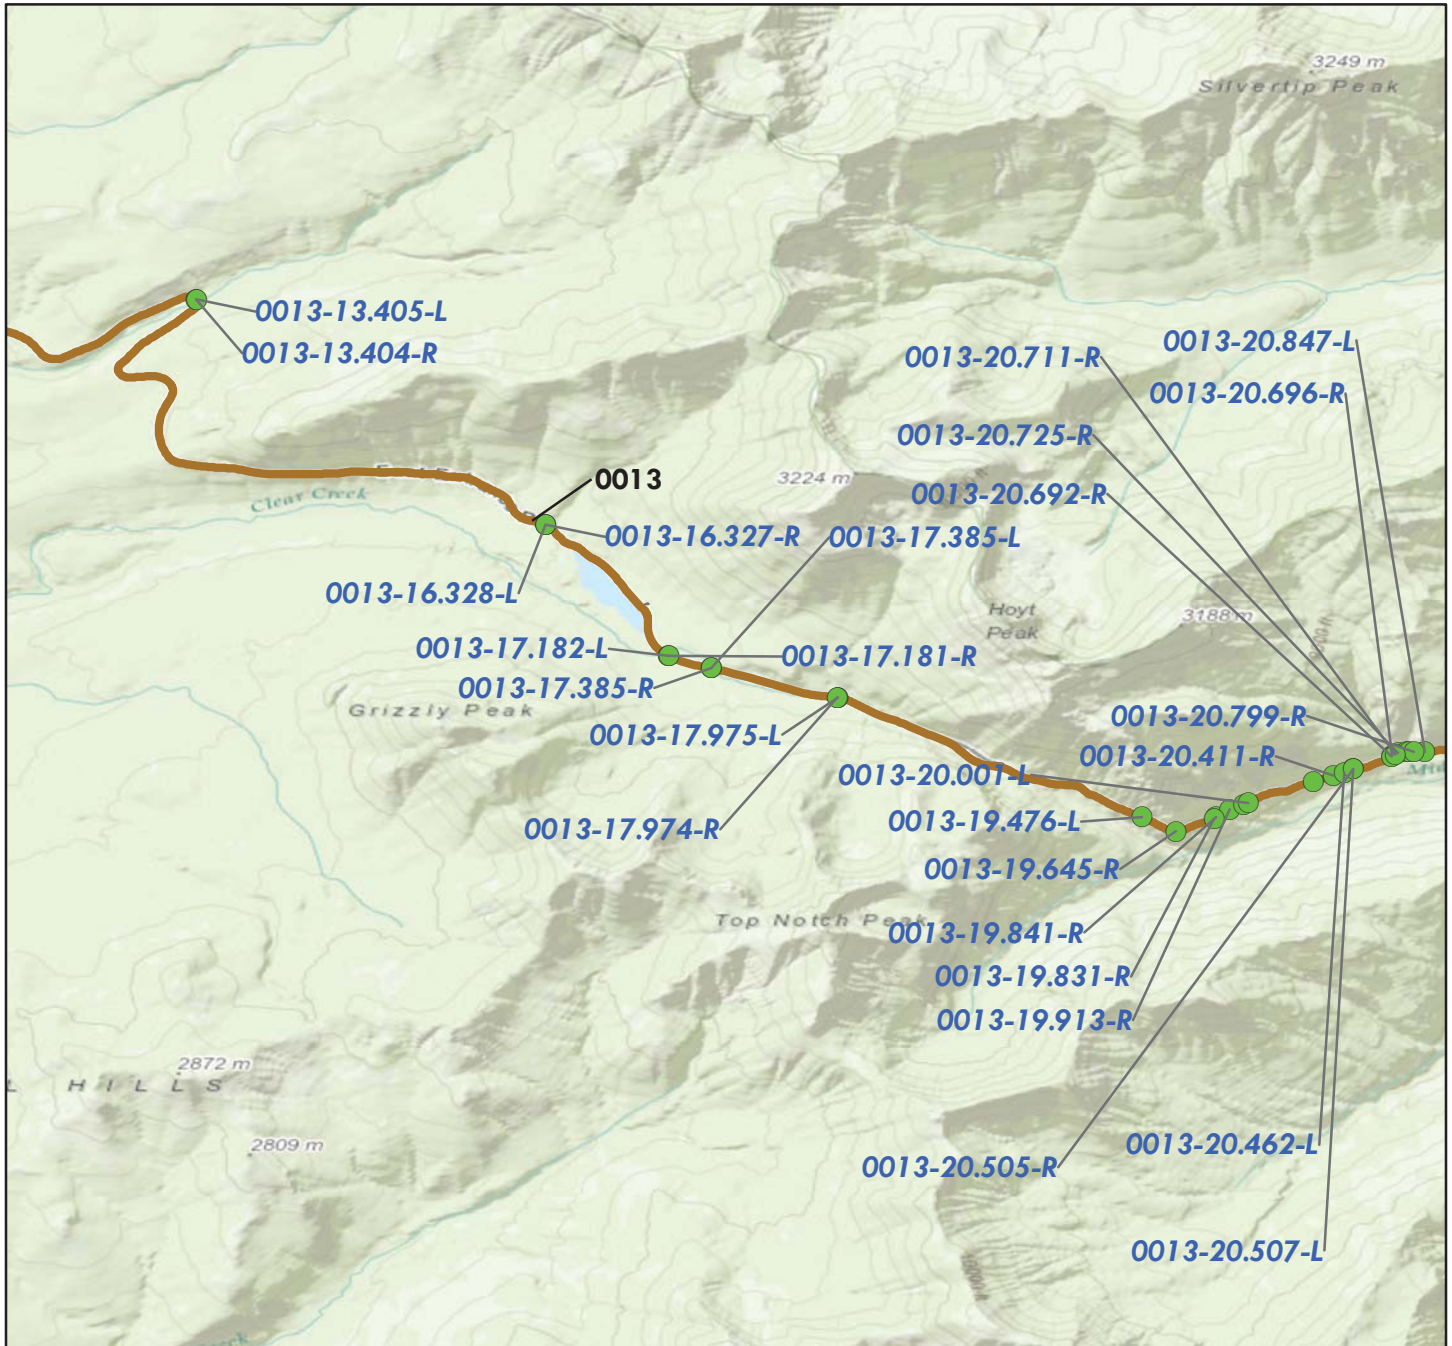 3249 m
Silvertip Peak
0013-13.405-L
0013-13.404-R
0013-20.847-L
0013-20.711-R
0013-20.696-R
0013-20.725-R
0013
3224 m
0013-20.692-R
Clear Creek
0013-16.327-R
0013-17.385-L
0013-16.328-L
Hoyt
Peak
3188 m
0013-17.182-L
0013-17.181-R
0013-17.385-R
Grizzly Peak
0013-20.799-R
0013-17.975-L
0013-20.411-R
0013-20.001-L
0013-19.476-L
0013-17.974-R
0013-19.645-R
Top Notch Peak
0013-19.841-R
0013-19.831-R
0013-19.913-R
2872 m
L HILLS
2809 m
0013-20.462-L
0013-20.505-R
0013-20.507-L